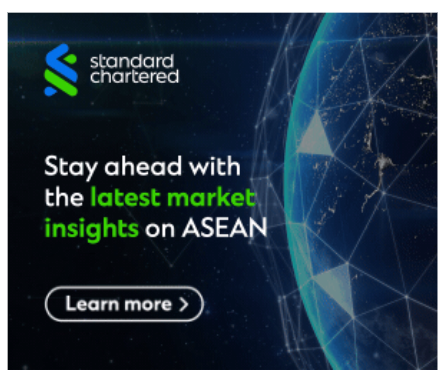 standard
chartered
Stay ahead with
the latest market
insights on ASEAN
Learn more >